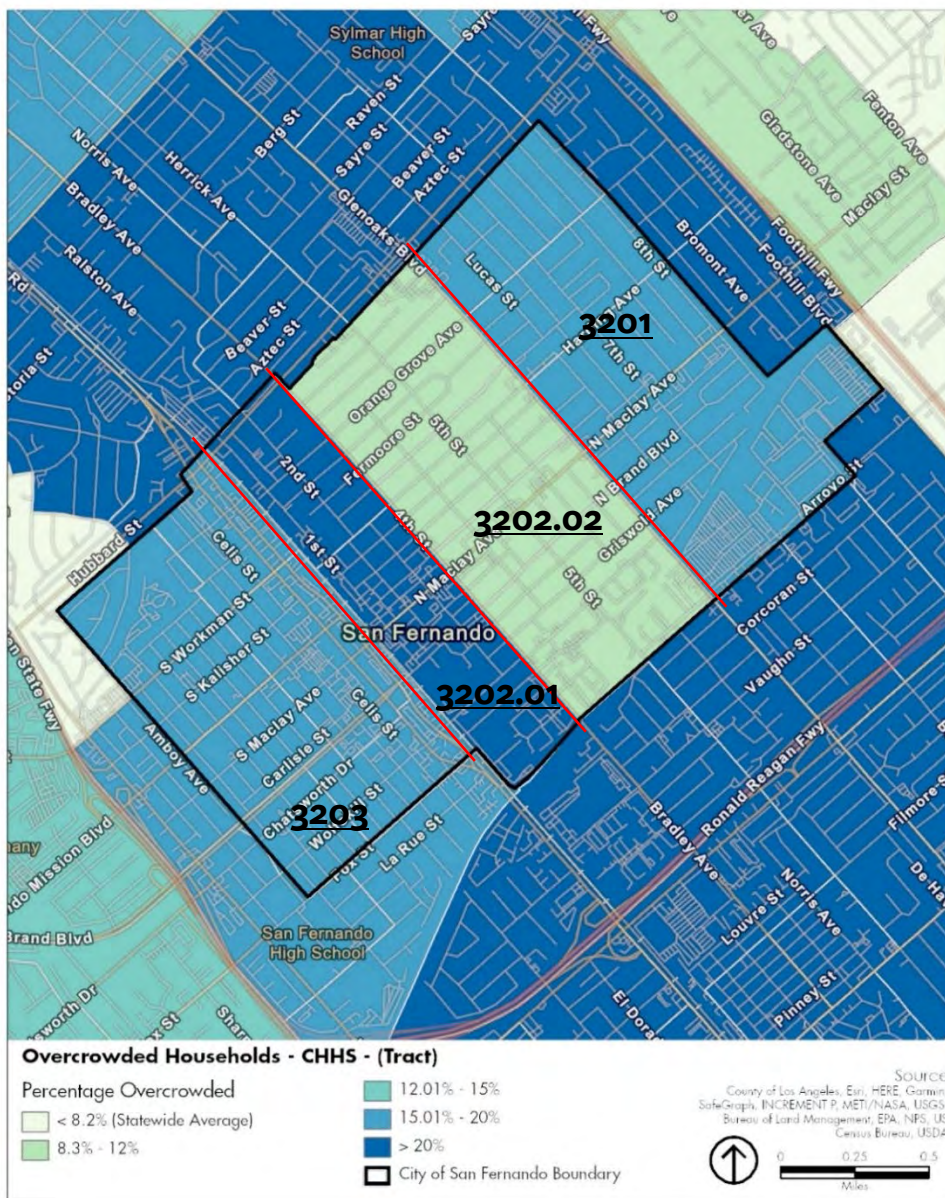 Sylmar High
School
Norris Ave
Bradley Ave
Ralston Ave
Herrick Ave
Berg St
Raven St
Sayre St
Beaver St
Aztec St
Glenoaks Blvd
Fenton Ave
Gladstone Ave
Maclay St
Foothill Fwy
Foothill Blvd
Bromont Ave
8th St
Lucas St
3201
7th St
N Maclay Ave
N Brand Blvd
Griswold Ave
Arroyo St
Beaver St
Aztec St
Orange Grove Ave
Fermoore St
5th St
3202.02
4th St
N Maclay Ave
5th St
2nd St
1st St
Hubbard St
Celis St
S Workman St
S Kalisher St
San Fernando
3202.01
S Maclay Ave
Carlisle St
Celis St
Amboy Ave
3203
Fox St
La Rue St
Corcoran St
Vaughn St
Ronald Reagan Fwy
Bradley Ave
Louvre St
Norris Ave
Pinney St
San Fernando
High School
Brand Blvd
Overcrowded Households - CHHS - (Tract)
Percentage Overcrowded
< 8.2% (Statewide Average)
8.3% - 12%
12.01% - 15%
15.01% - 20%
> 20%
City of San Fernando Boundary
Source
County of Los Angeles, Esri, HERE, Garmin
SafeGraph, INCREMENT P, METI/NASA, USGS
Bureau of Land Management, EPA, NPS, US
Census Bureau, USDA
0 0.25 0.5
Miles